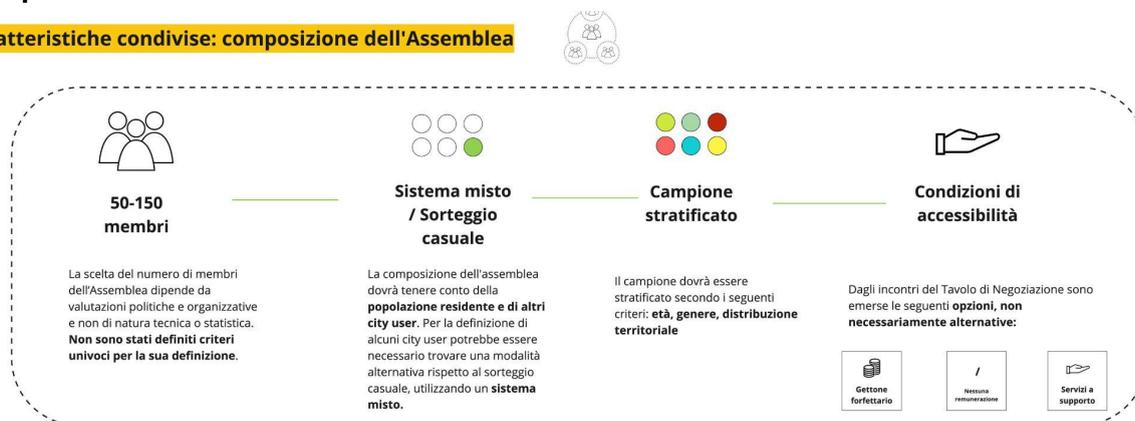 atteristiche condivise: composizione dell'Assemblea
50-150
membri
La scelta del numero di membri
dell'Assemblea dipende da
valutazioni politiche e organizzative
e non di natura tecnica o statistica.
Non sono stati definiti criteri
univoci per la sua definizione.
Sistema misto
/ Sorteggio
casuale
La composizione dell'assemblea
dovrà tenere conto della
popolazione residente e di altri
city user. Per la definizione di
alcuni city user potrebbe essere
necessario trovare una modalità
alternativa rispetto al sorteggio
casuale, utilizzando un sistema
misto.
Campione
stratificato
Il campione dovrà essere
stratificato secondo i seguenti
criteri: età, genere, distribuzione
territoriale
Condizioni di
accessibilità
Dagli incontri del Tavolo di Negoziazione sono
emerse le seguenti opzioni, non
necessariamente alternative:
Gettone
forfettario
/
Nessuna
remunerazione
Servizi a
supporto